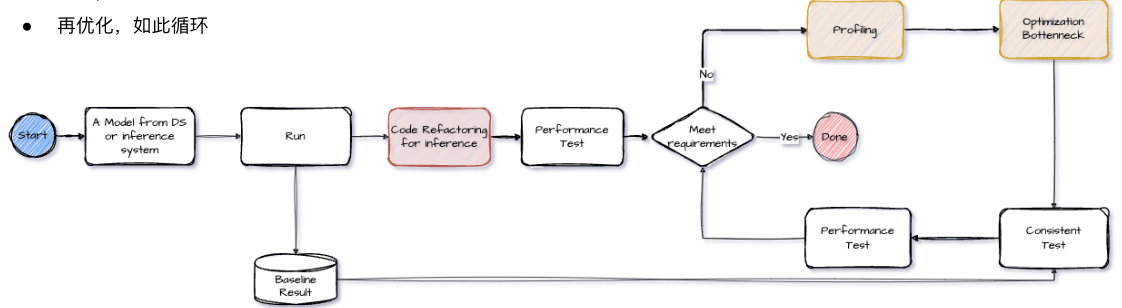 ● 再优化，如此循环
Start
A Model from DS
or inference
system
Run
Code Refactoring
for inference
Performance
Test
Meet
requirements
No
Yes
Done
Profiling
Optimization
Bottenneck
Consistent
Test
Performance
Test
Baseline
Result